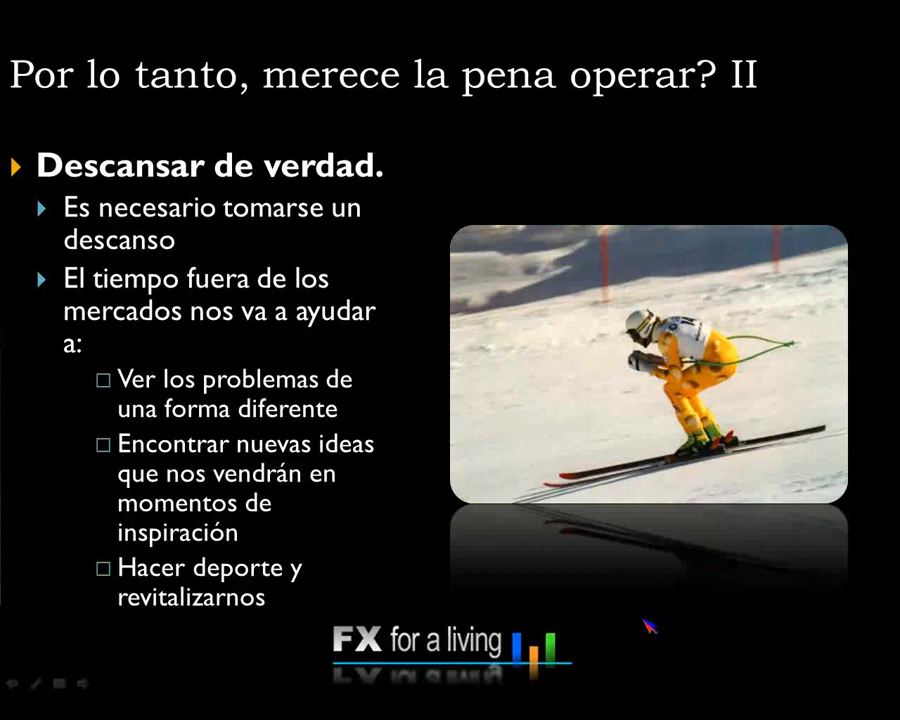 Por lo tanto, merece la pena operar? II
Descansar de verdad.
Es necesario tomarse un
descanso
El tiempo fuera de los
mercados nos va a ayudar
a:
Ver los problemas de
una forma diferente
Encontrar nuevas ideas
que nos vendrán en
momentos de
inspiración
Hacer deporte y
revitalizarnos
FX for a living